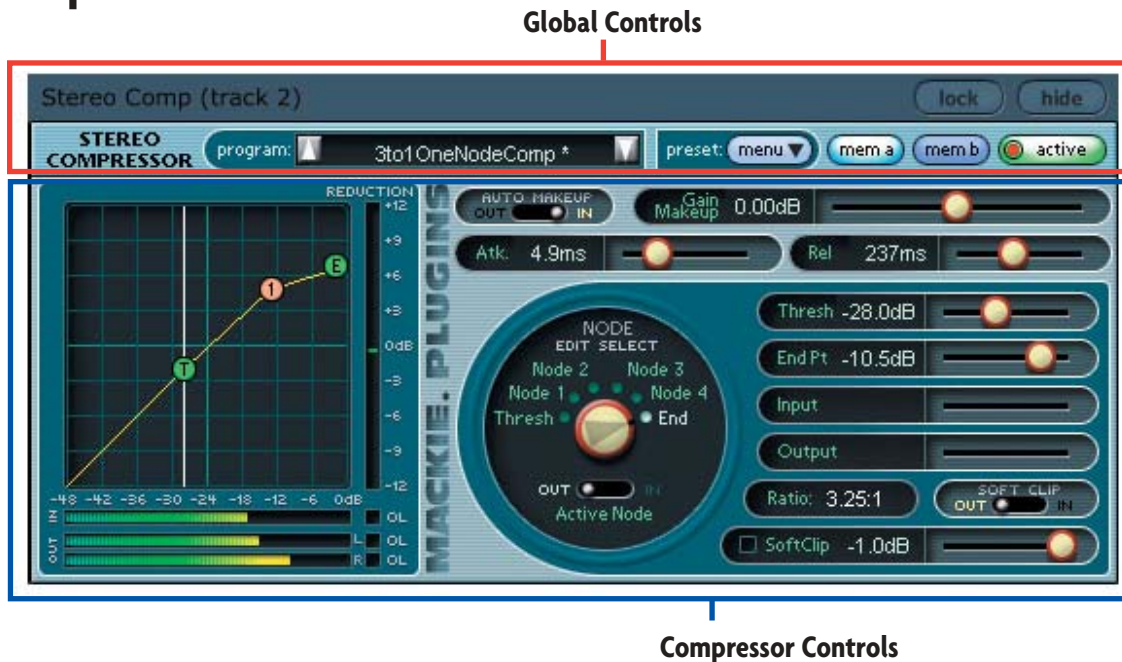 Global Controls
Stereo Comp (track 2)
lock
hide
STEREO
COMPRESSOR
program:
3to1OneNodeComp *
preset:
menu
mem a
mem b
active
REDUCTION
+12
+9
+6
+3
0dB
-3
-6
-9
-12
E
1
T
-48 -42 -36 -30 -24 -18 -12 -6 0dB
IN
OL
OUT
L
OL
R
OL
MACKIE. PLUGINS
AUTO MAKEUP
OUT IN
Gain
Makeup 0.00dB
Atk. 4.9ms
Rel 237ms
NODE
EDIT SELECT
Node 2 Node 3
Node 1 Node 4
Thresh End
OUT IN
Active Node
Thresh -28.0dB
End Pt -10.5dB
Input
Output
Ratio: 3.25:1
SOFT CLIP
OUT IN
SoftClip -1.0dB
Compressor Controls